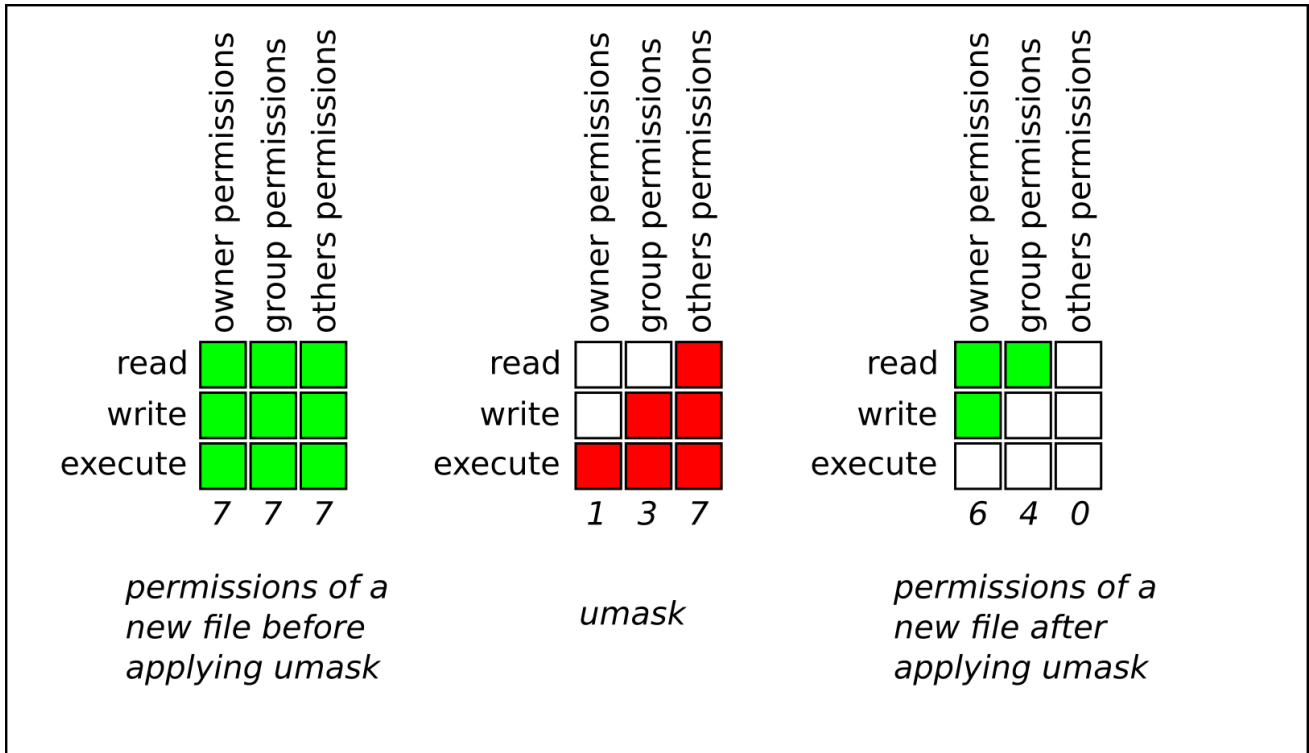 owner permissions
group permissions
others permissions
read
write
execute
7 7 7
permissions of a
new file before
applying umask
owner permissions
group permissions
others permissions
read
write
execute
1 3 7
umask
owner permissions
group permissions
others permissions
read
write
execute
6 4 0
permissions of a
new file after
applying umask